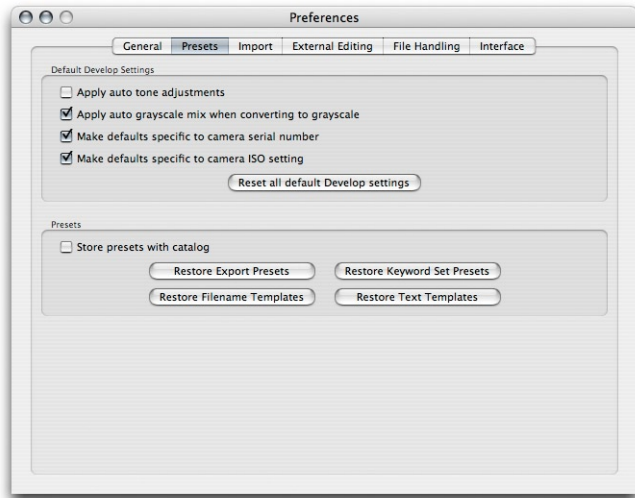 Preferences
General Presets Import External Editing File Handling Interface
Default Develop Settings
Apply auto tone adjustments
Apply auto grayscale mix when converting to grayscale
Make defaults specific to camera serial number
Make defaults specific to camera ISO setting
Reset all default Develop settings
Presets
Store presets with catalog
Restore Export Presets Restore Keyword Set Presets
Restore Filename Templates Restore Text Templates